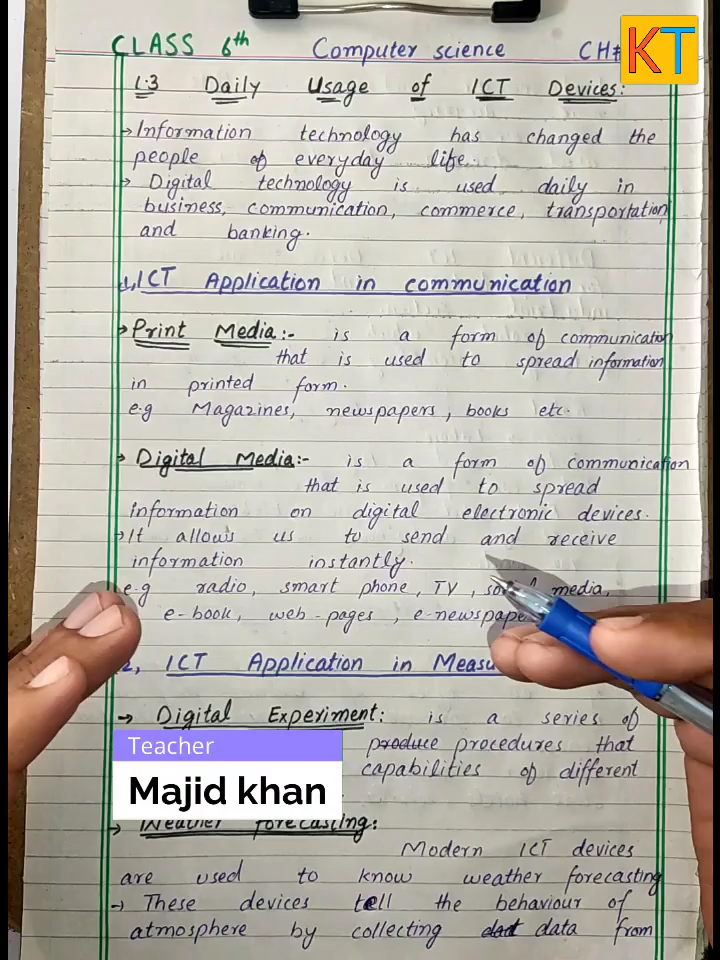 KT
CLASS 6th Computer science CH#
1.3 Daily Usage of ICT Devices:
→ Information technology has changed the
people of everyday life.
→ Digital technology is used daily in
business, communication, commerce, transportation
and banking.
1, ICT Application in communication
→ Print Media:- is a form of communication
that is used to spread information
in printed form.
e.g Magazines, newspapers, books etc.
→ Digital Media:- is a form of communication
that is used to spread
information on digital electronic devices.
→ It allows us to send and receive
information instantly.
e.g radio, smart phone, TV, media,
e-book, web-pages, e-newspape
2, ICT Application in Measu
→ Digital Experiment: is a series of
produce procedures that
capabilities of different
Teacher
Majid khan
→ Weather forecasting:
Modern ICT devices
are used to know weather forecasting
→ These devices tell the behaviour of
atmosphere by collecting data from